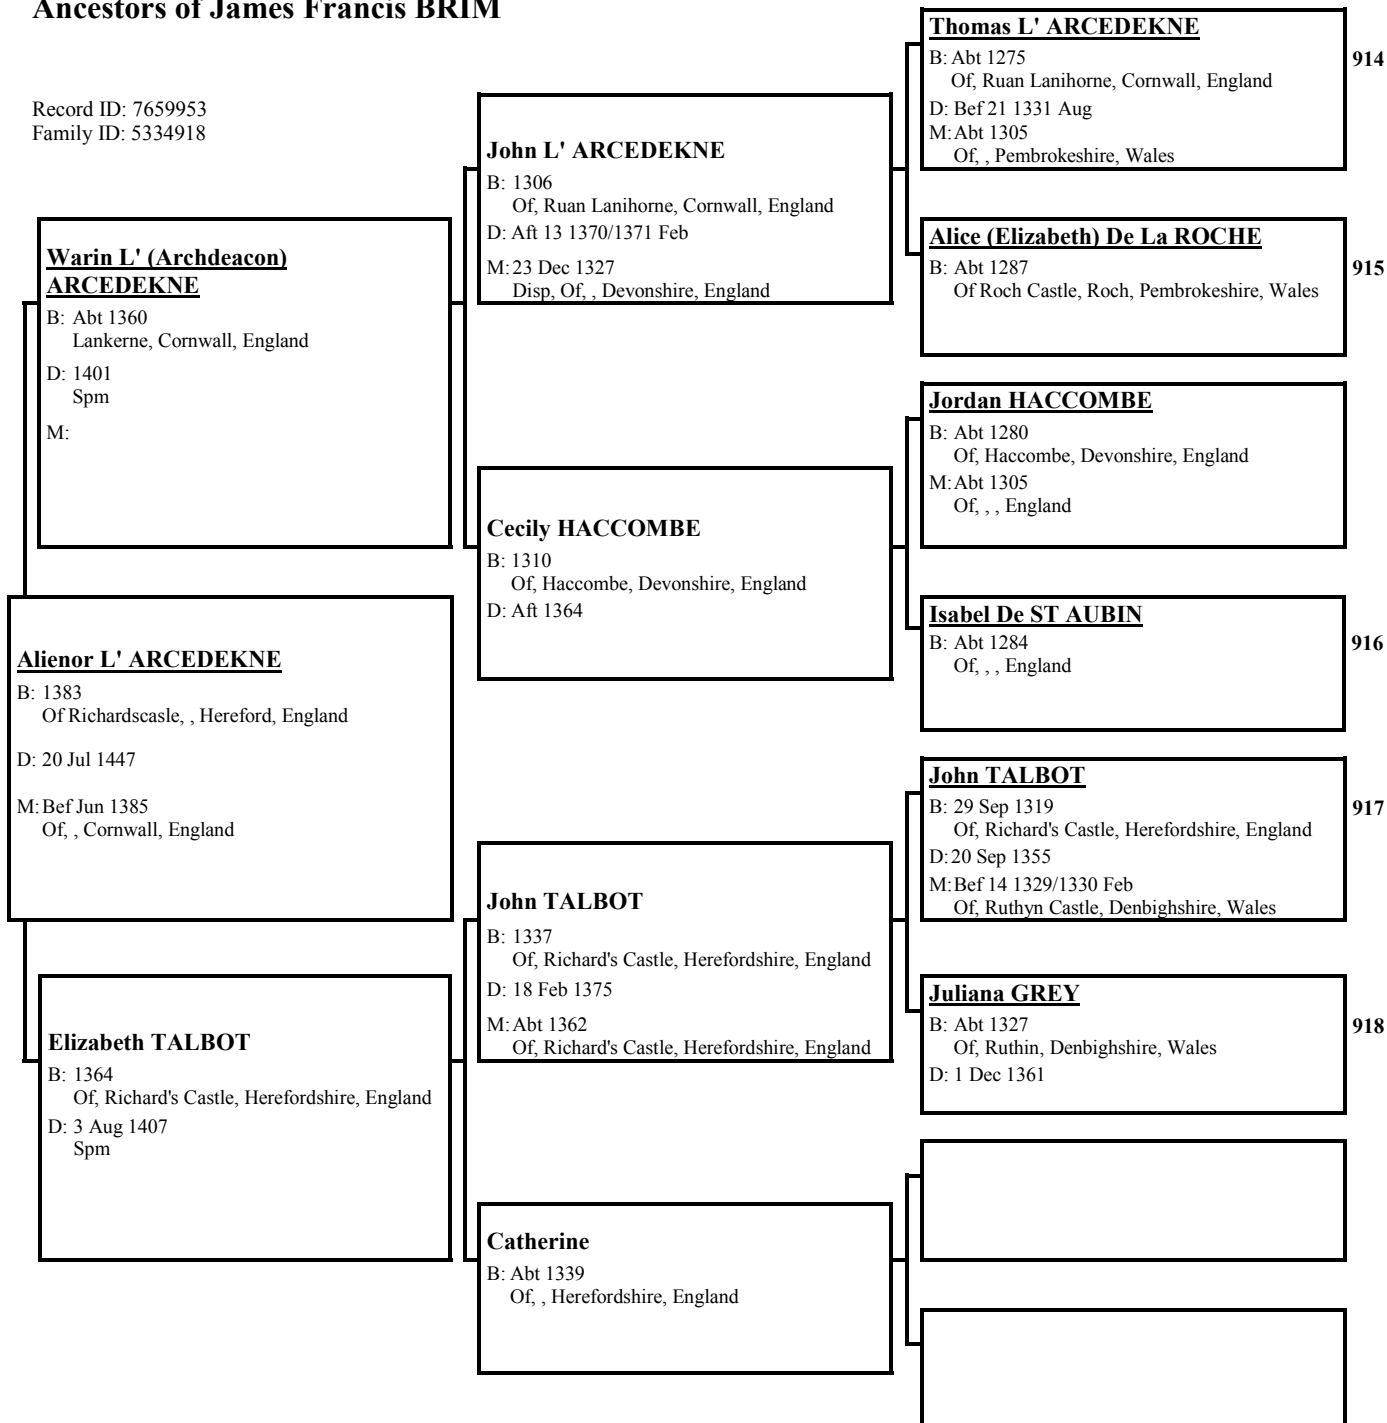 Ancestors of James Francis BRIM
Record ID: 7659953
Family ID: 5334918
Warin L' (Archdeacon)
ARCEDEKNE
B: Abt 1360
Lankerne, Cornwall, England
D: 1401
Spm
M:
Alienor L' ARCEDEKNE
B: 1383
Of Richardscasle, , Hereford, England
D: 20 Jul 1447
M: Bef Jun 1385
Of, , Cornwall, England
Elizabeth TALBOT
B: 1364
Of, Richard's Castle, Herefordshire, England
D: 3 Aug 1407
Spm
John L' ARCEDEKNE
B: 1306
Of, Ruan Lanihorne, Cornwall, England
D: Aft 13 1370/1371 Feb
M: 23 Dec 1327
Disp, Of, , Devonshire, England
Cecily HACCOMBE
B: 1310
Of, Haccombe, Devonshire, England
D: Aft 1364
John TALBOT
B: 1337
Of, Richard's Castle, Herefordshire, England
D: 18 Feb 1375
M: Abt 1362
Of, Richard's Castle, Herefordshire, England
Catherine
B: Abt 1339
Of, , Herefordshire, England
Thomas L' ARCEDEKNE
B: Abt 1275
Of, Ruan Lanihorne, Cornwall, England
D: Bef 21 1331 Aug
M: Abt 1305
Of, , Pembrokeshire, Wales
914
Alice (Elizabeth) De La ROCHE
B: Abt 1287
Of Roch Castle, Roch, Pembrokeshire, Wales
915
Jordan HACCOMBE
B: Abt 1280
Of, Haccombe, Devonshire, England
M: Abt 1305
Of, , , England
Isabel De ST AUBIN
B: Abt 1284
Of, , , England
916
John TALBOT
B: 29 Sep 1319
Of, Richard's Castle, Herefordshire, England
D: 20 Sep 1355
M: Bef 14 1329/1330 Feb
Of, Ruthyn Castle, Denbighshire, Wales
917
Juliana GREY
B: Abt 1327
Of, Ruthin, Denbighshire, Wales
D: 1 Dec 1361
918